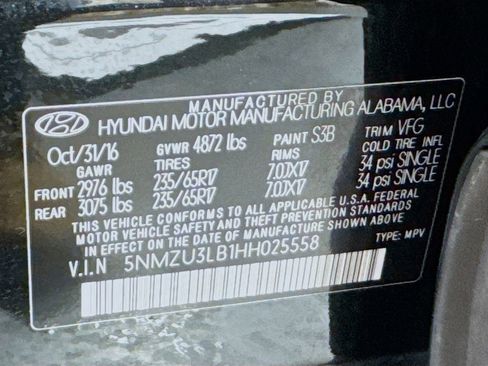 MANUFACTURED BY
HYUNDAI MOTOR MANUFACTURING ALABAMA, LLC
Oct/31/16 GVWR 4872 lbs PAINT S3B TRIM VFG
GAWR TIRES RIMS COLD TIRE INFL
FRONT 2976 lbs 235/65R17 7.0JX17 34 psi SINGLE
REAR 3075 lbs 235/65R17 7.0JX17 34 psi SINGLE
THIS VEHICLE CONFORMS TO ALL APPLICABLE U.S.A. FEDERAL
MOTOR VEHICLE SAFETY AND THEFT PREVENTION STANDARDS
IN EFFECT ON THE DATE OF MANUFACTURE SHOWN ABOVE.
V.I.N 5NMZU3LB1HH025558 TYPE: MPV